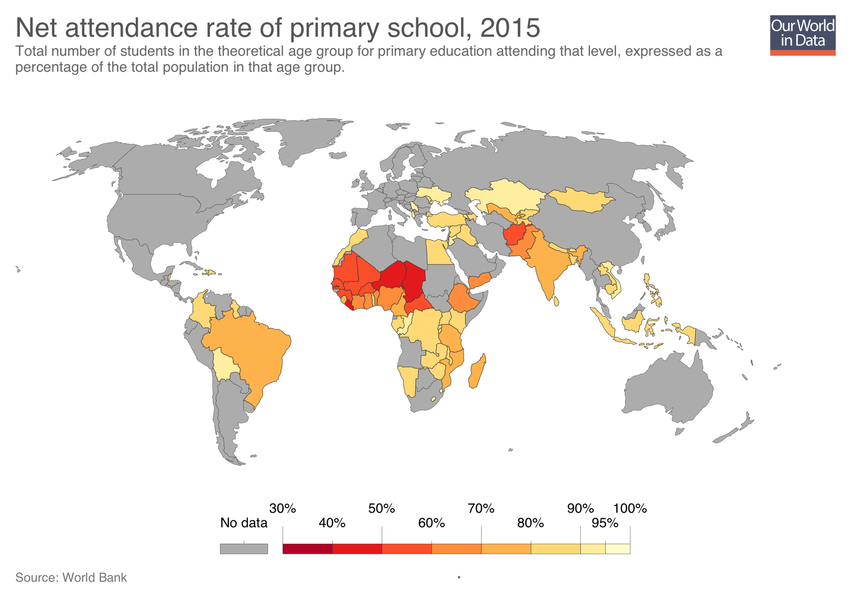 Net attendance rate of primary school, 2015
Our World
in Data
Total number of students in the theoretical age group for primary education attending that level, expressed as a
percentage of the total population in that age group.
30% 50% 70% 90% 100%
No data 40% 60% 80% 95%
Source: World Bank